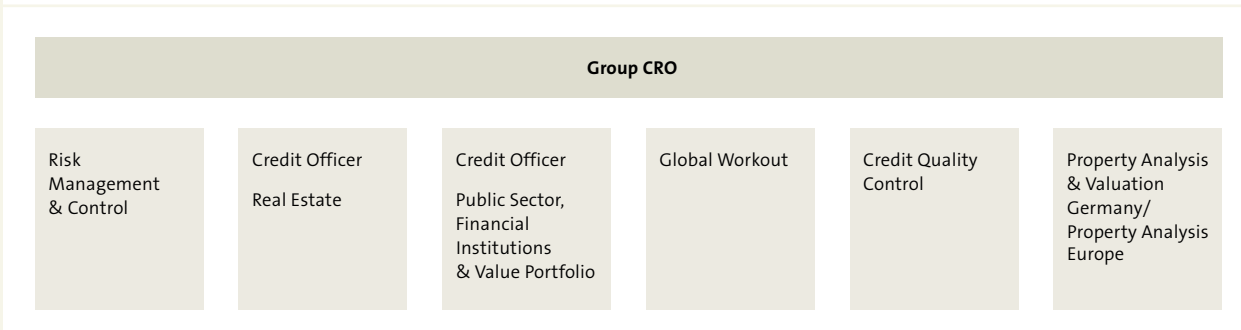 Group CRO
Risk
Management
& Control
Credit Officer
Real Estate
Credit Officer
Public Sector,
Financial
Institutions
& Value Portfolio
Global Workout
Credit Quality
Control
Property Analysis
& Valuation
Germany/
Property Analysis
Europe